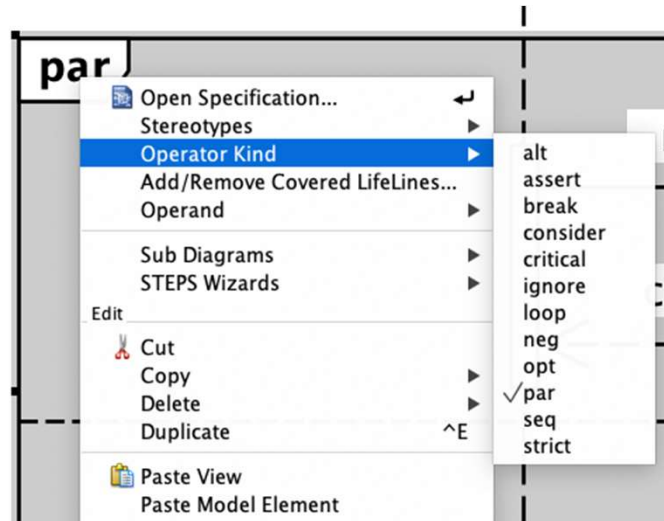 par
Open Specification...
Stereotypes
Operator Kind
Add/Remove Covered LifeLines...
Operand
Sub Diagrams
STEPS Wizards
Edit
Cut
Copy
Delete
Duplicate ^E
Paste View
Paste Model Element
alt
assert
break
consider
critical
ignore
loop
neg
opt
par
seq
strict